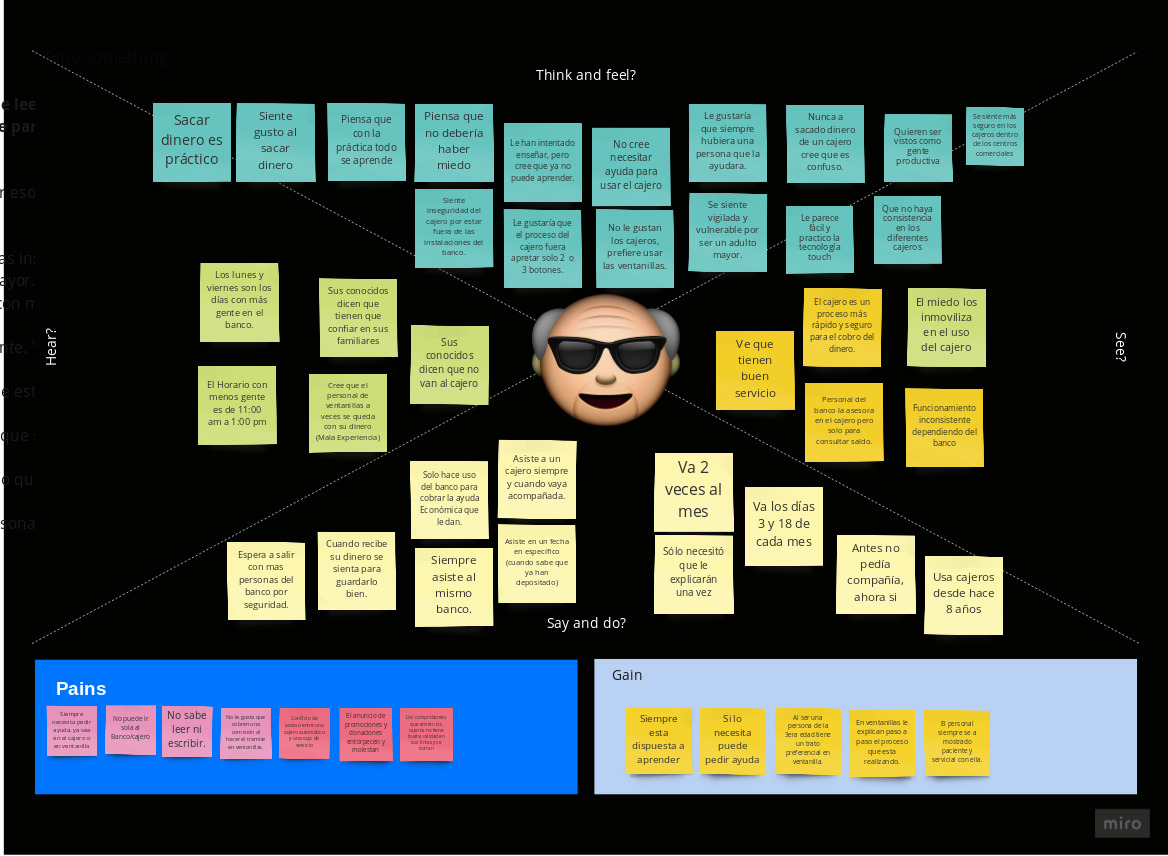 Type something
Think and feel?
Sacar
dinero es
práctico
Siente
gusto al
sacar
dinero
Piensa que
con la
práctica todo
se aprende
Piensa que
no debería
haber
miedo
Le han intentado
enseñar, pero
cree que ya no
puede aprender.
No cree
necesitar
ayuda para
usar el cajero
Le gustaría
que siempre
hubiera una
persona que la
ayudara.
Nunca a
sacado dinero
de un cajero
cree que es
confuso.
Quieren ser
vistos como
gente
productiva
Se siente más
seguro en los
cajeros dentro
de los centros
comerciales
Siente
inseguridad del
cajero por estar
fuera de las
instalaciones del
banco.
Le gustaría que
el proceso del
cajero fuera
apretar solo 2 o
3 botones.
No le gustan
los cajeros,
prefiere usar
las ventanillas.
Se siente
vigilada y
vulnerable por
ser un adulto
mayor.
Le parece
fácil y
practico la
tecnología
touch
Que no haya
consistencia
en los
diferentes
cajeros
Hear?
Los lunes y
viernes son los
días con más
gente en el
banco.
Sus conocidos
dicen que
tienen que
confiar en sus
familiares
Sus
conocidos
dicen que no
van al cajero
El Horario con
menos gente
es de 11:00
am a 1:00 pm
Cree que el
personal de
ventanillas a
veces se queda
con su dinero
(Mala Experiencia)
See?
El cajero es un
proceso más
rápido y seguro
para el cobro del
dinero.
El miedo los
inmoviliza
en el uso
del cajero
Ve que
tienen
buen
servicio
Personal del
banco la asesora
en el cajero pero
solo para
consultar saldo.
Funcionamiento
inconsistente
dependiendo del
banco
Solo hace uso
del banco para
cobrar la ayuda
Económica que
le dan.
Asiste a un
cajero siempre
y cuando vaya
acompañada.
Va 2
veces al
mes
Va los días
3 y 18 de
cada mes
Espera a salir
con mas
personas del
banco por
seguridad.
Cuando recibe
su dinero se
sienta para
guardarlo
bien.
Siempre
asiste al
mismo
banco.
Asiste en un fecha
en específico
(cuando sabe que
ya han
depositado)
Sólo necesitó
que le
explicarán
una vez
Antes no
pedía
compañía,
ahora si
Usa cajeros
desde hace
8 años
Say and do?
Pains
Siempre
necesita pedir
ayuda, ya sea
en el cajero o
en ventanilla
No puede ir
sola al
Banco/cajero
No sabe
leer ni
escribir.
No le gusta que
cobren una
comisión al
hacer el tramite
en ventanillas.
Conflicto de
acceso entre una
cajero automático
y una caja de
servicio
El anuncio de
promociones y
donaciones
entorpecen y
molestan
Los comprobantes
que emiten los
cajeros no tiene
buena calidad en
sus tintas y se
borran
Gain
Siempre
esta
dispuesta a
aprender
Si lo
necesita
puede
pedir ayuda
Al ser una
persona de la
3era edad tiene
un trato
preferencial en
ventanilla.
En ventanillas le
explican paso a
paso el proceso
que esta
realizando.
El personal
siempre se a
mostrado
paciente y
servicial con ella.
miro